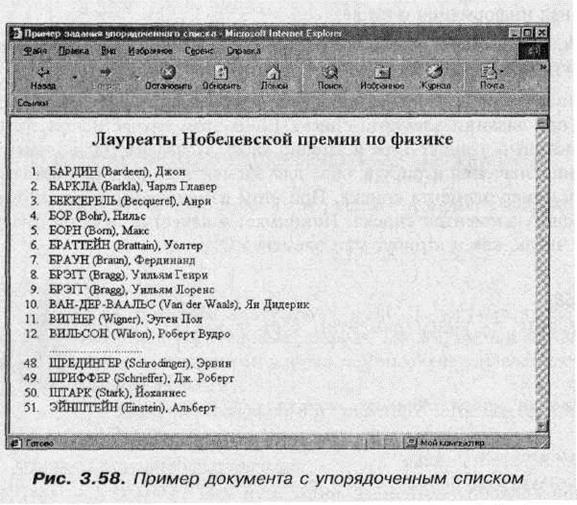 Пример задания упорядоченного списка - Microsoft Internet Explorer
Файл Правка Вид Избранное Сервис Справка
Назад Остановить Обновить Домой Поиск Избранное Журнал Почта
Ссылки
Лауреаты Нобелевской премии по физике
1. БАРДИН (Bardeen), Джон
2. БАРКЛА (Barkla), Чарлз Гловер
3. БЕККЕРЕЛЬ (Becquerel), Анри
4. БОР (Bohr), Нильс
5. БОРН (Born), Макс
6. БРАТТЕЙН (Brattain), Уолтер
7. БРАУН (Braun), Фердинанд
8. БРЭГГ (Bragg), Уильям Генри
9. БРЭГГ (Bragg), Уильям Лоренс
10. ВАН-ДЕР-ВААЛЬС (Van der Waals), Ян Дидерик
11. ВИГНЕР (Wigner), Эуген Пол
12. ВИЛЬСОН (Wilson), Роберт Вудро
........................
48. ШРЕДИНГЕР (Schrodinger), Эрвин
49. ШРИФФЕР (Schrieffer), Дж. Роберт
50. ШТАРК (Stark), Йоханнес
51. ЭЙНШТЕЙН (Einstein), Альберт
Готово Мой компьютер
Рис. 3.58. Пример документа с упорядоченным списком